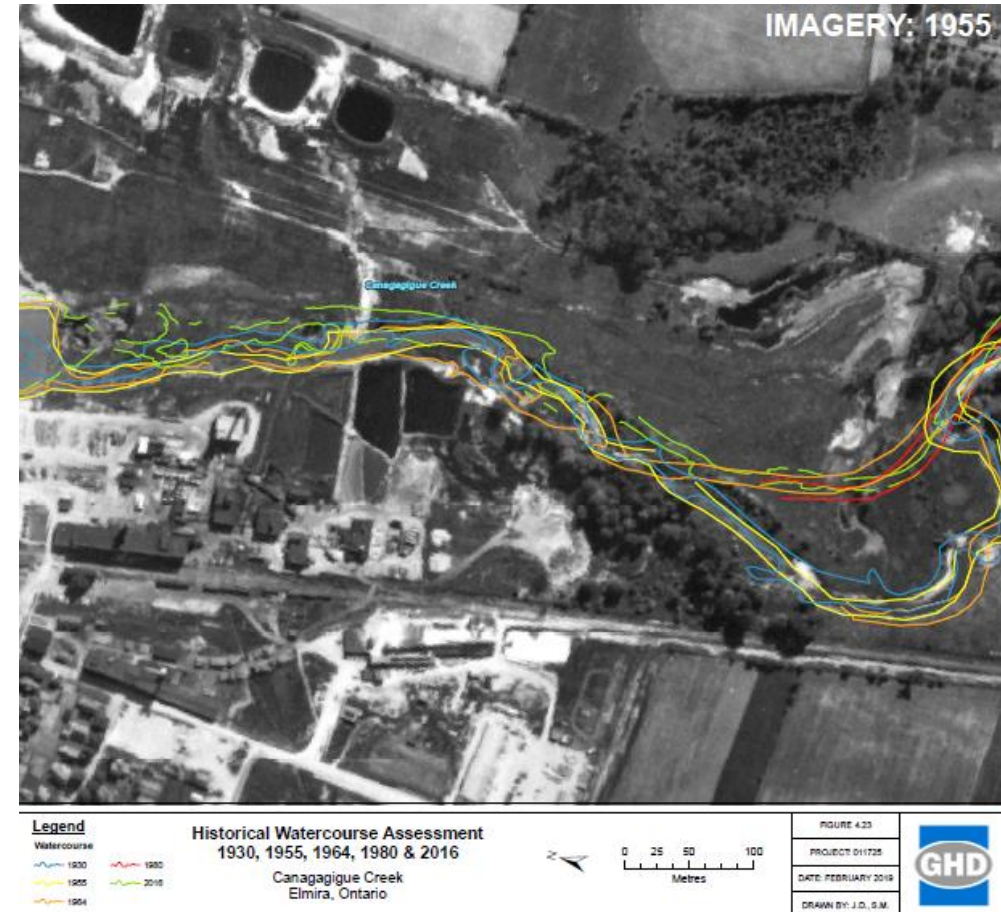 IMAGERY: 1955
Canagagigue Creek
Legend
Watercourse
1930
1955
1964
1980
2016
Historical Watercourse Assessment
1930, 1955, 1964, 1980 & 2016
Canagagigue Creek
Elmira, Ontario
Z
0 25 50 100
Metres
FIGURE 4.23
PROJECT: 011725
DATE: FEBRUARY 2019
DRAWN BY: J.D., S.M.
GHD